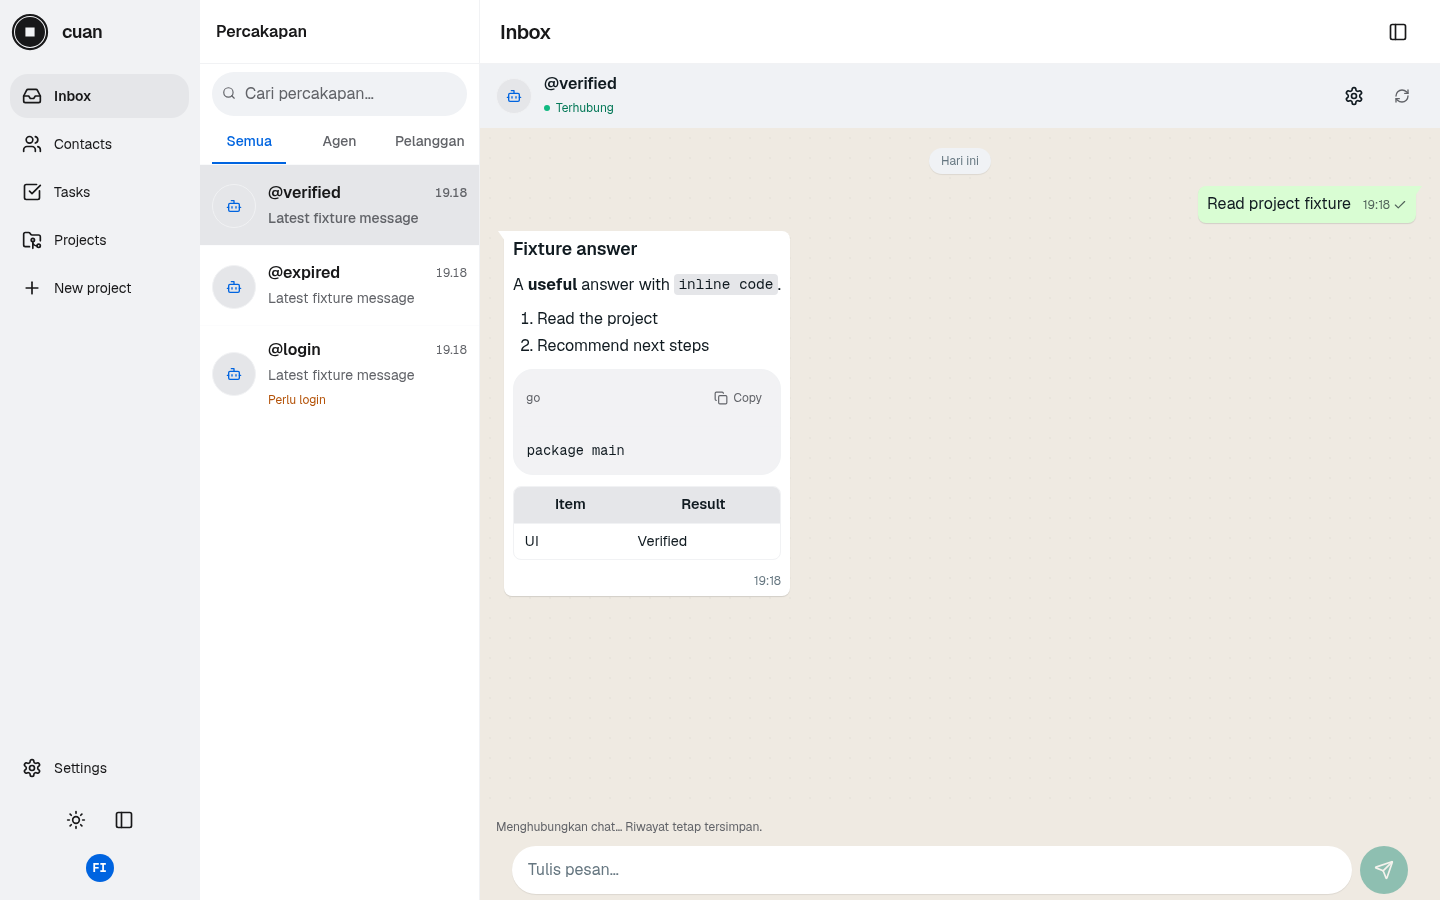 cuan
Inbox
Contacts
Tasks
Projects
New project
Settings
FI
Percakapan
Cari percakapan...
Semua Agen Pelanggan
@verified 19.18
Latest fixture message
@expired 19.18
Latest fixture message
@login 19.18
Latest fixture message
Perlu login
Inbox
@verified
Terhubung
Hari ini
Read project fixture 19:18
Fixture answer
A useful answer with inline code.
1. Read the project
2. Recommend next steps
go Copy
package main
Item Result
UI Verified
19:18
Menghubungkan chat... Riwayat tetap tersimpan.
Tulis pesan...